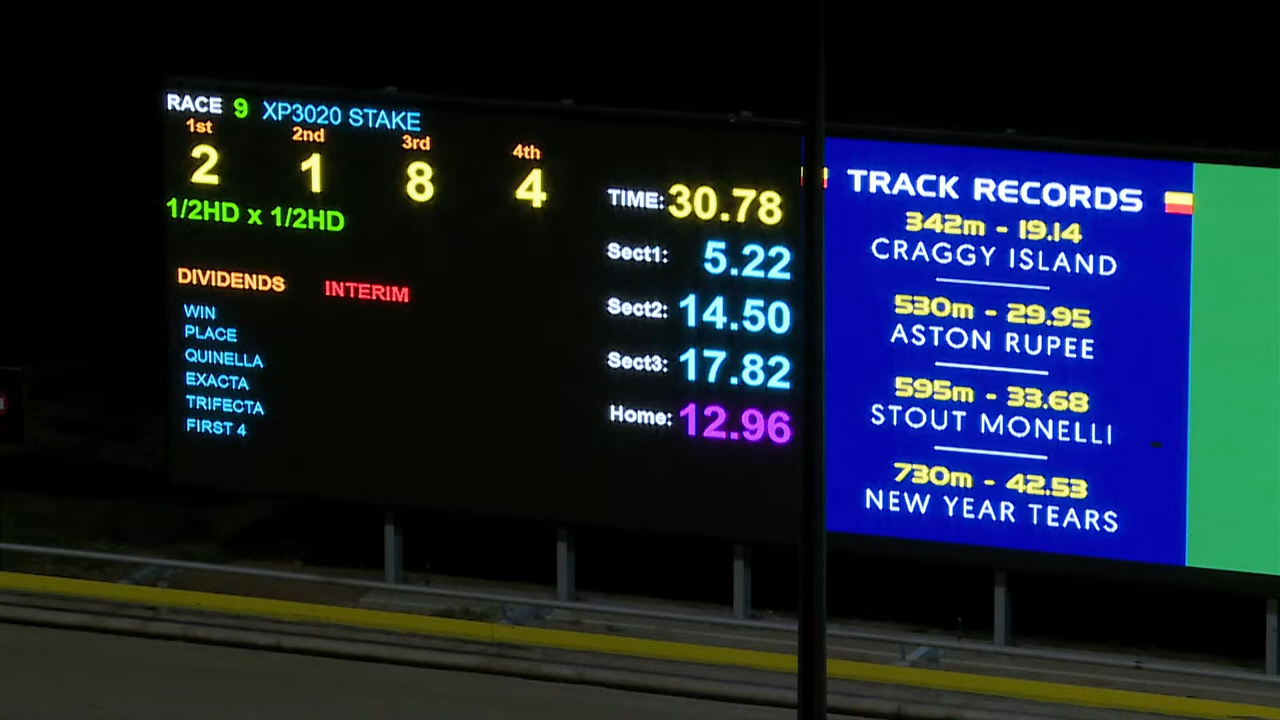 RACE 9 XP3020 STAKE
1st 2nd 3rd 4th
2 1 8 4
1/2HD x 1/2HD
DIVIDENDS INTERIM
WIN
PLACE
QUINELLA
EXACTA
TRIFECTA
FIRST 4
TIME: 30.78
Sect1: 5.22
Sect2: 14.50
Sect3: 17.82
Home: 12.96
TRACK RECORDS
342m - 19.14
CRAGGY ISLAND
530m - 29.95
ASTON RUPEE
595m - 33.68
STOUT MONELLI
730m - 42.53
NEW YEAR TEARS